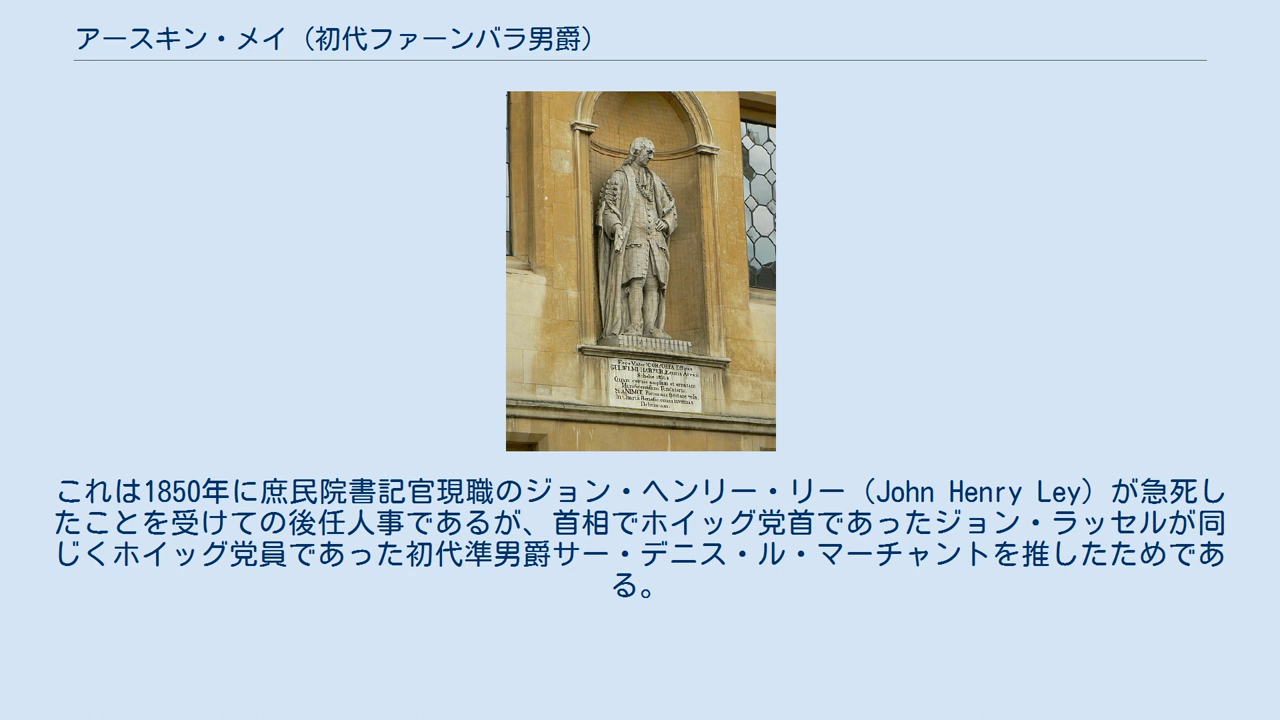 アースキン・メイ（初代ファーンバラ男爵）
Quam
et
これは1850年に庶民院書記官現職のジョン・ヘンリー・リー（John Henry Ley）が急死し
たことを受けての後任人事であるが、首相でホイッグ党首であったジョン・ラッセルが同
じくホイッグ党員であった初代準男爵サー・デニス・ル・マーチャントを推したためであ
る。